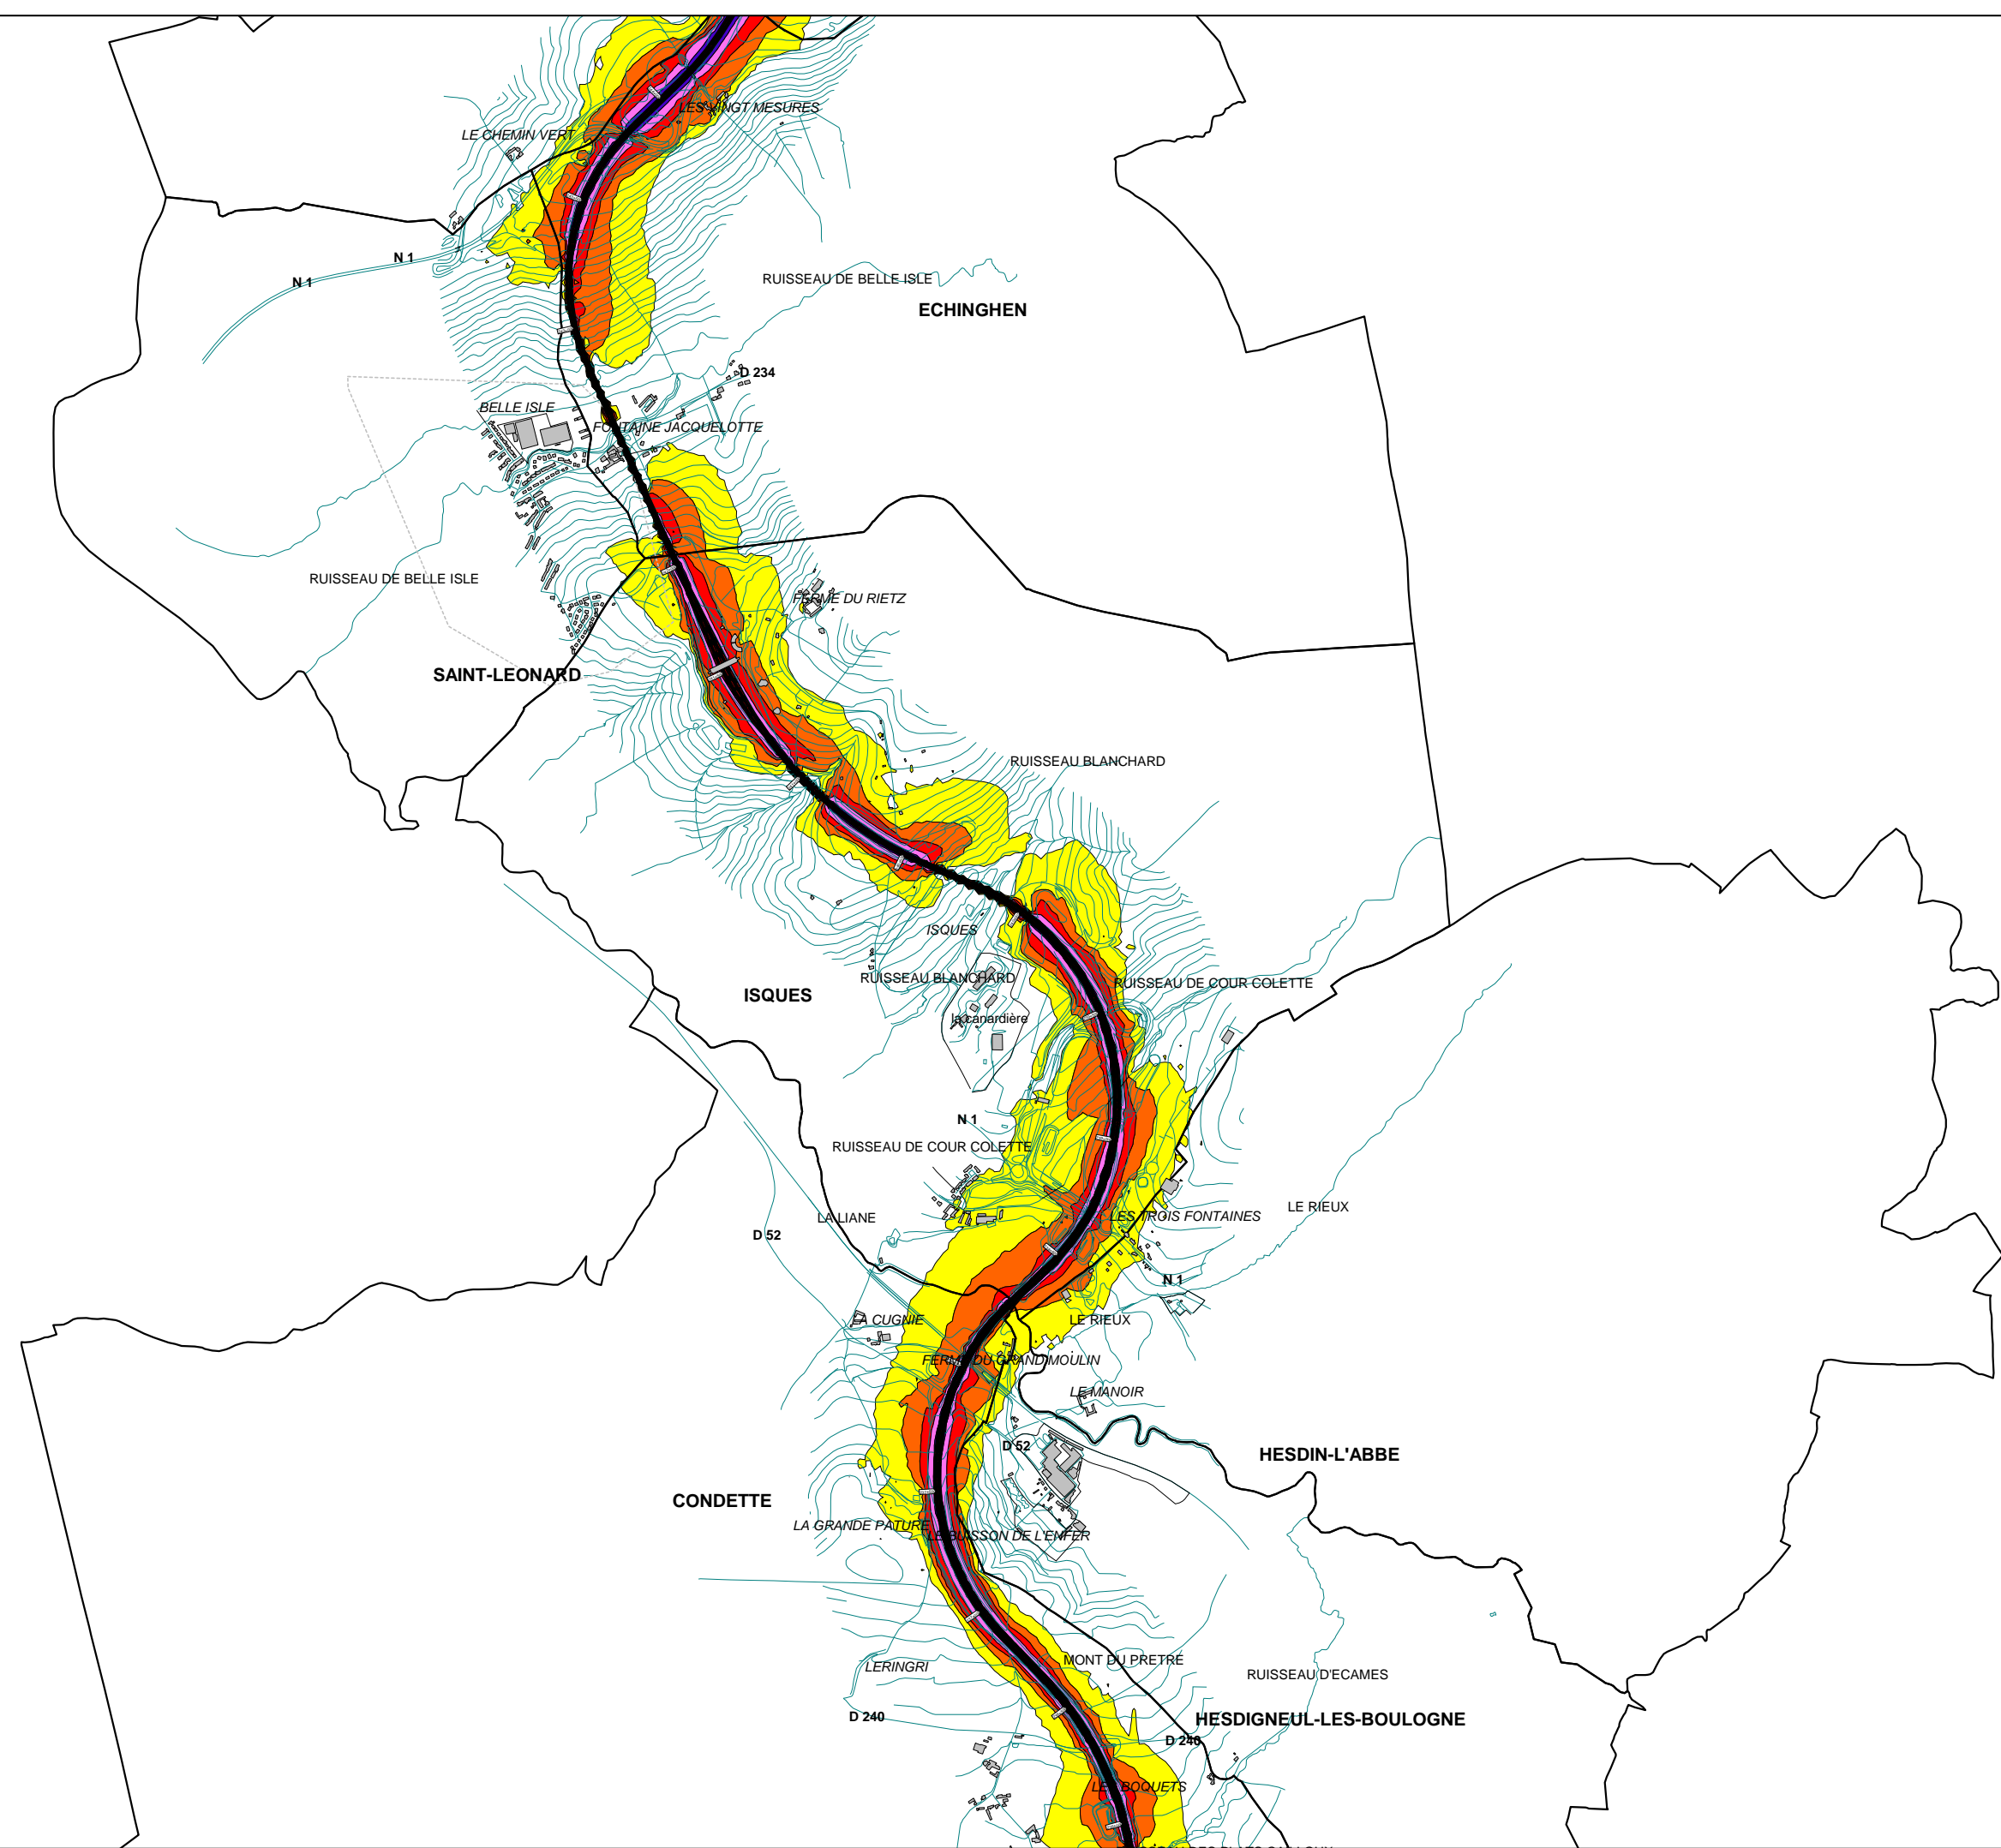 LES VINGT MESURES
LE CHEMIN VERT
N 1
N 1
RUISSEAU DE BELLE ISLE
ECHINGHEN
D 234
BELLE ISLE
FONTAINE JACQUELOTTE
RUISSEAU DE BELLE ISLE
FERME DU RIETZ
SAINT-LEONARD
RUISSEAU BLANCHARD
ISQUES
RUISSEAU BLANCHARD
RUISSEAU DE COUR COLETTE
ISQUES
la canardière
N 1
RUISSEAU DE COUR COLETTE
LES TROIS FONTAINES
LE RIEUX
LA LIANE
D 52
N 1
LA CUGNIE
LE RIEUX
FERME DU GRAND MOULIN
LE MANOIR
D 52
HESDIN-L'ABBE
CONDETTE
LA GRANDE PATURE
LE BUISSON DE L'ENFER
MONT DU PRETRE
LERINGRI
RUISSEAU D'ECAMES
D 240
HESDIGNEUL-LES-BOULOGNE
D 240
LES BOQUETS